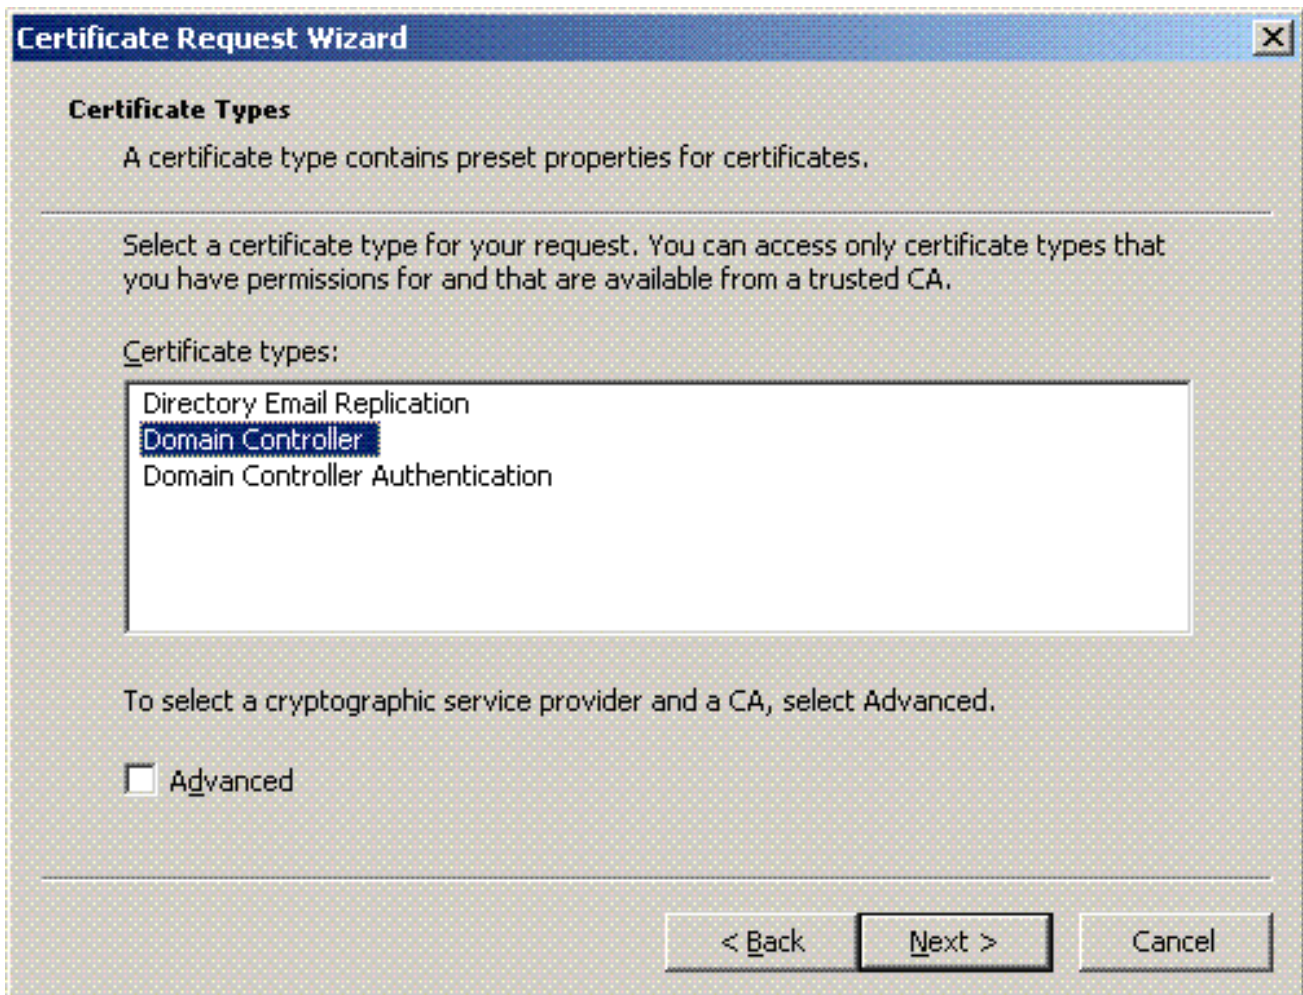 Certificate Request Wizard
Certificate Types
A certificate type contains preset properties for certificates.
Select a certificate type for your request. You can access only certificate types that
you have permissions for and that are available from a trusted CA.
Certificate types:
Directory Email Replication
Domain Controller
Domain Controller Authentication
To select a cryptographic service provider and a CA, select Advanced.
Advanced
< Back Next > Cancel